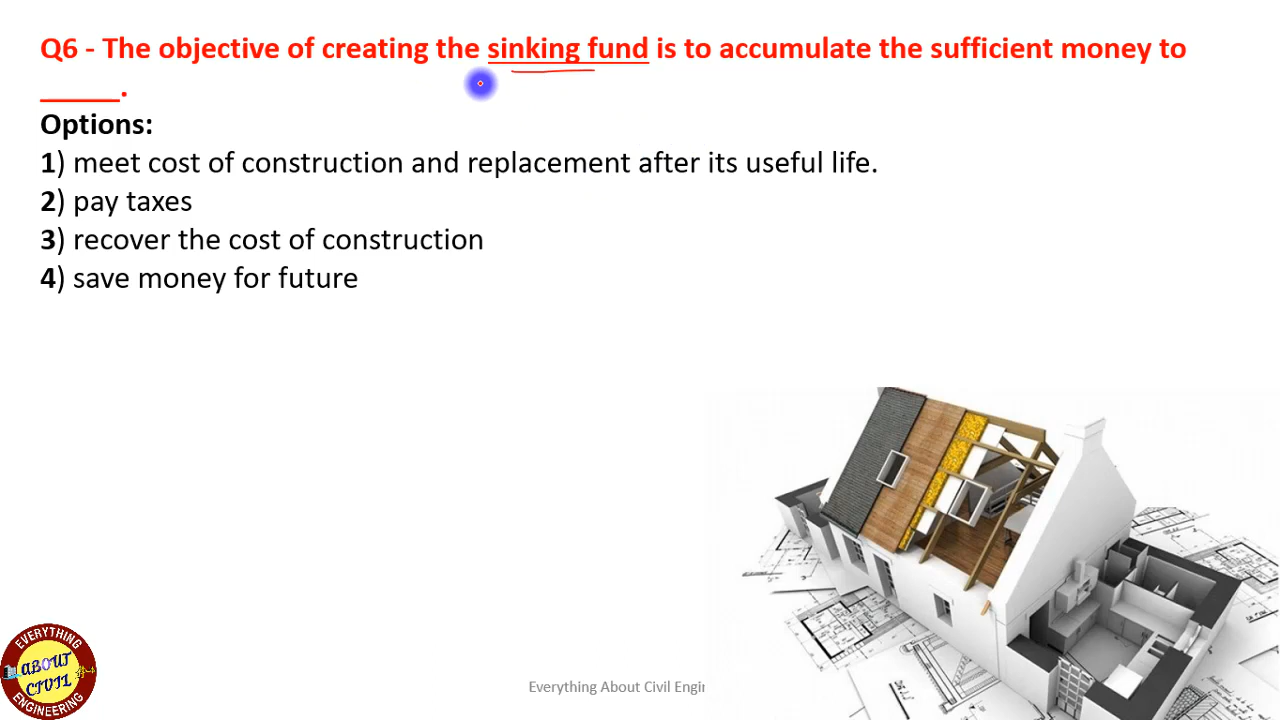 Q6 - The objective of creating the sinking fund is to accumulate the sufficient money to
_____.
Options:
1) meet cost of construction and replacement after its useful life.
2) pay taxes
3) recover the cost of construction
4) save money for future
EVERYTHING
ABOUT
CIVIL
ENGINEERING
Everything About Civil Engir